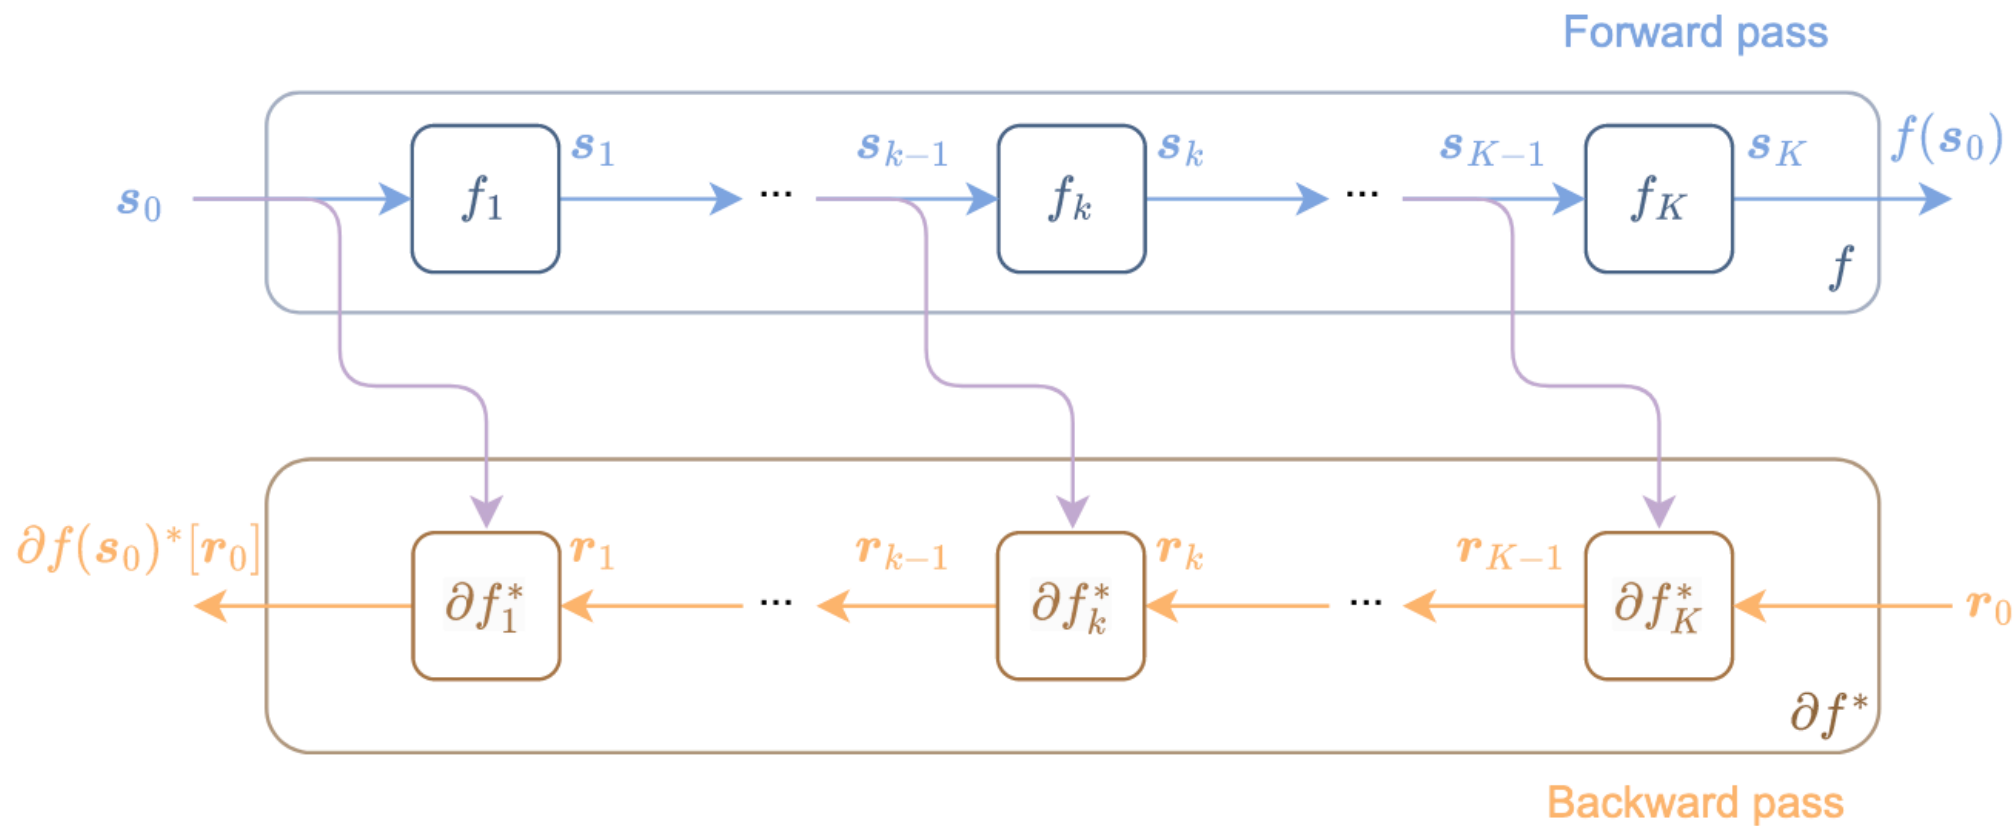 Forward pass
s_0 f_1 s_1 ... s_{k-1} f_k s_k ... s_{K-1} f_K s_K f(s_0)
f
∂f(s_0)^*[r_0] ∂f_1^* r_1 ... r_{k-1} ∂f_k^* r_k ... r_{K-1} ∂f_K^* r_0
∂f^*
Backward pass